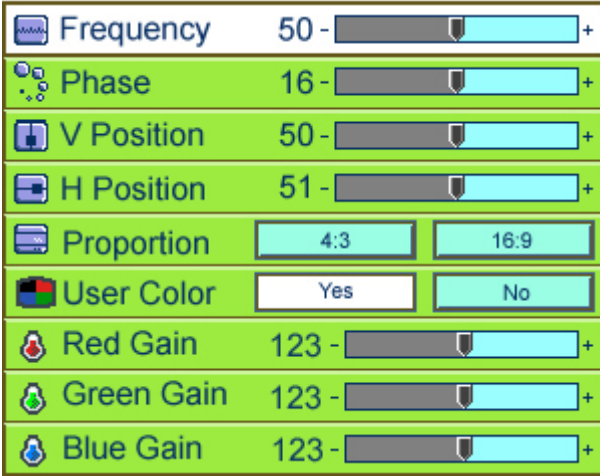 Frequency 50 - +
Phase 16 - +
V Position 50 - +
H Position 51 - +
Proportion 4:3 16:9
User Color Yes No
Red Gain 123 - +
Green Gain 123 - +
Blue Gain 123 - +